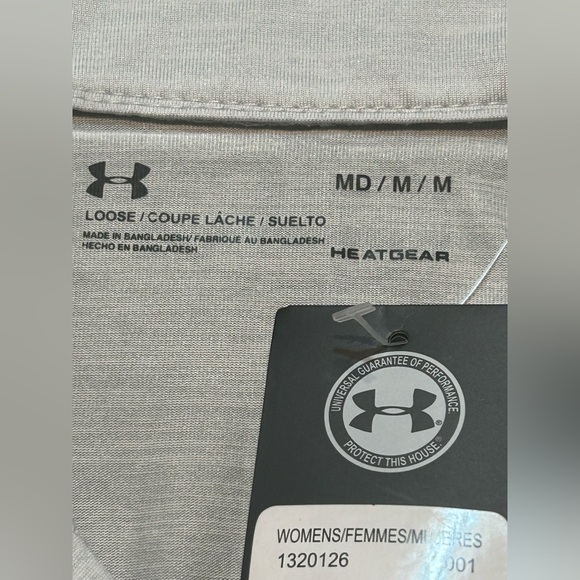 MD / M / M
LOOSE / COUPE LÂCHE / SUELTO
MADE IN BANGLADESH/ FABRIQUE AU BANGLADESH
HECHO EN BANGLADESH
HEATGEAR
UNIVERSAL GUARANTEE OF PERFORMANCE.
PROTECT THIS HOUSE.®
WOMENS/FEMMES/MUJERES
1320126 001